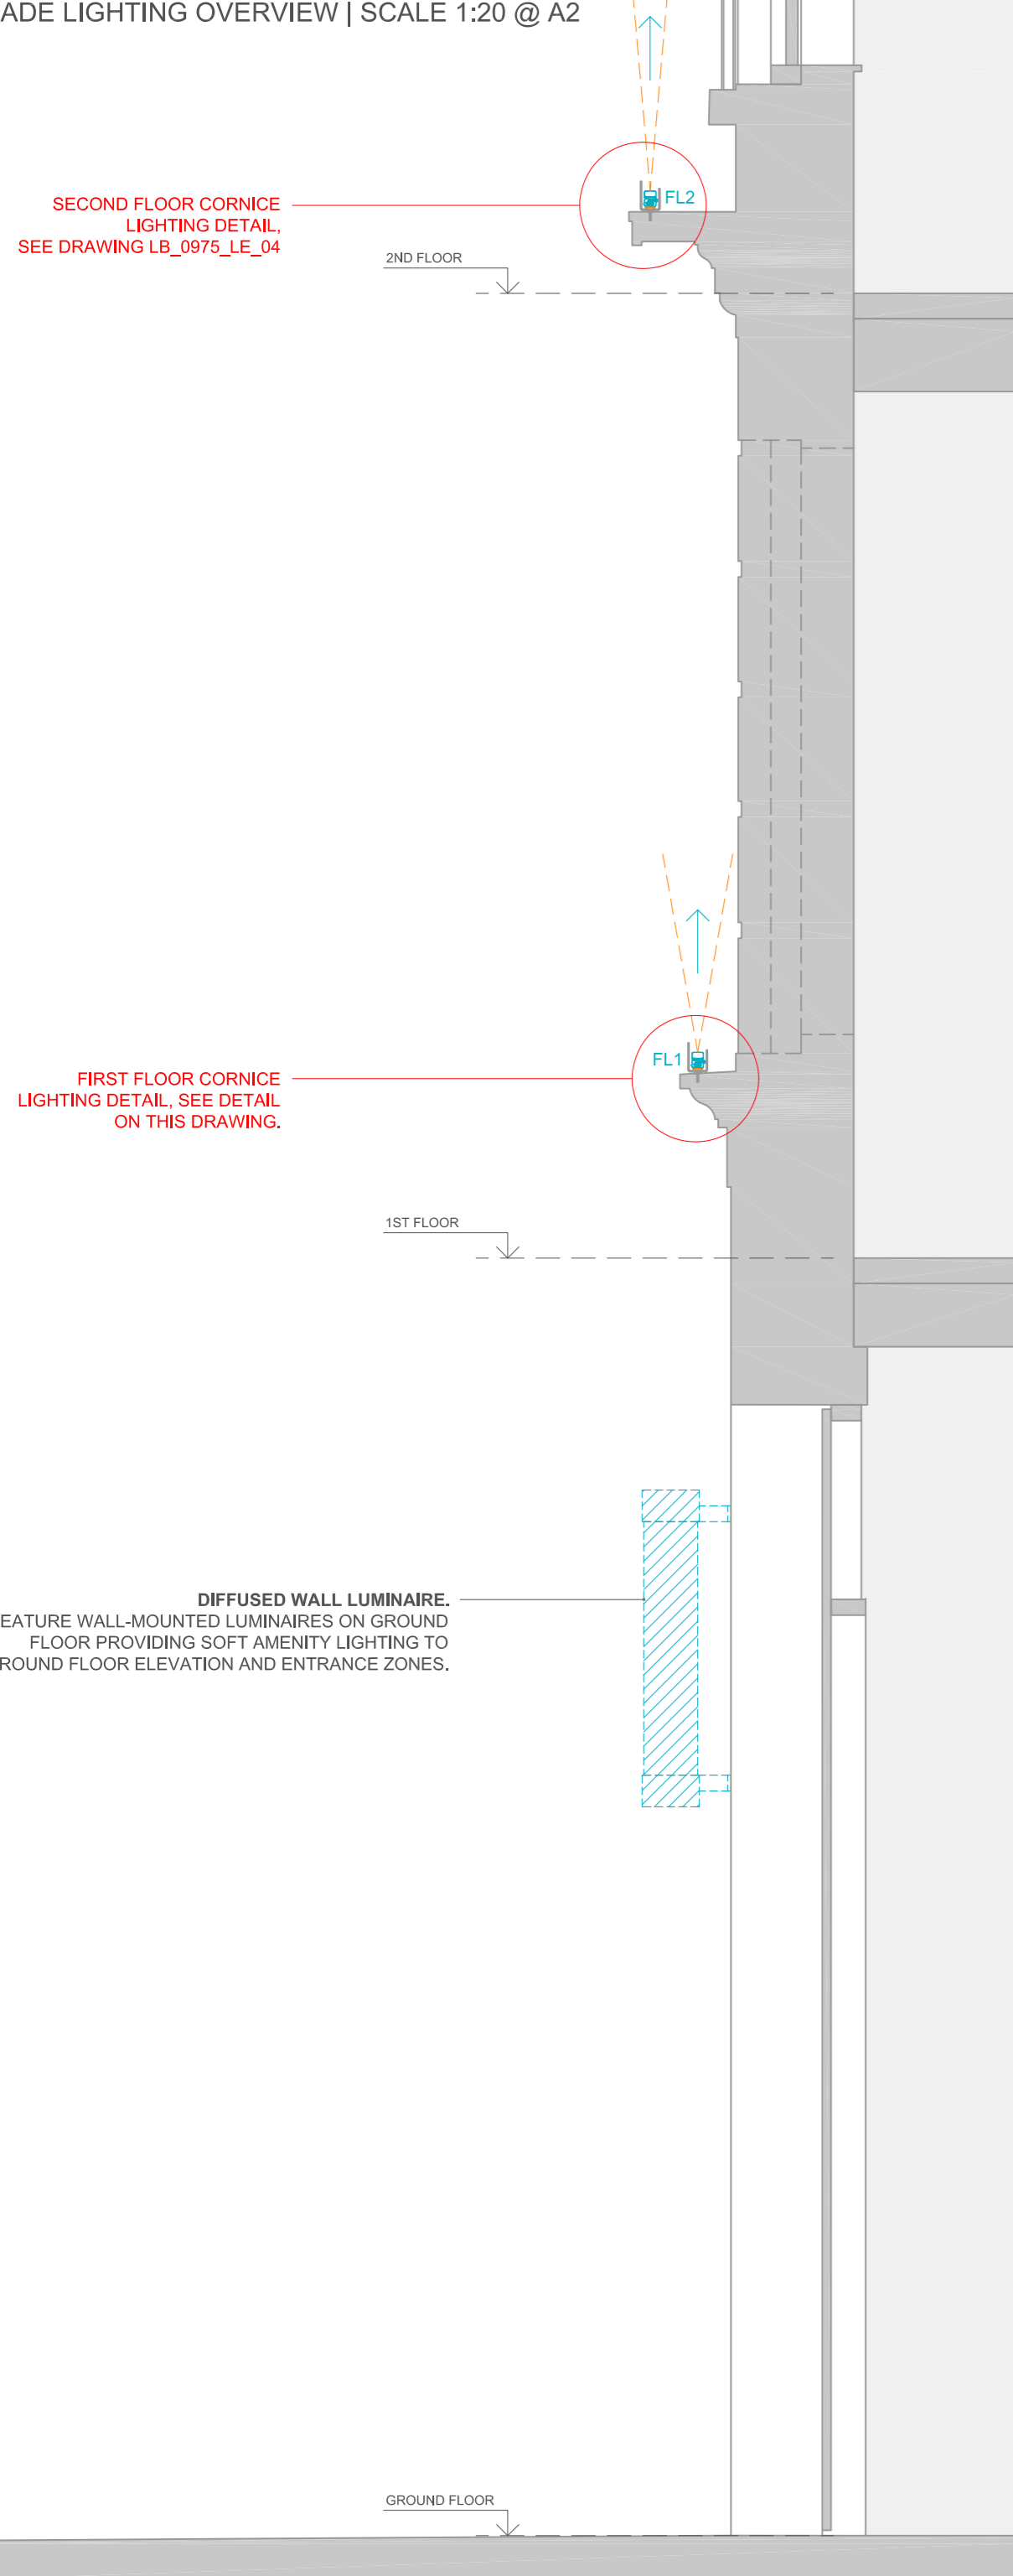 ADE LIGHTING OVERVIEW | SCALE 1:20 @ A2
FL2
SECOND FLOOR CORNICE
LIGHTING DETAIL,
SEE DRAWING LB_0975_LE_04
2ND FLOOR
FL1
FIRST FLOOR CORNICE
LIGHTING DETAIL, SEE DETAIL
ON THIS DRAWING.
1ST FLOOR
DIFFUSED WALL LUMINAIRE.
EATURE WALL-MOUNTED LUMINAIRES ON GROUND
FLOOR PROVIDING SOFT AMENITY LIGHTING TO
ROUND FLOOR ELEVATION AND ENTRANCE ZONES.
GROUND FLOOR